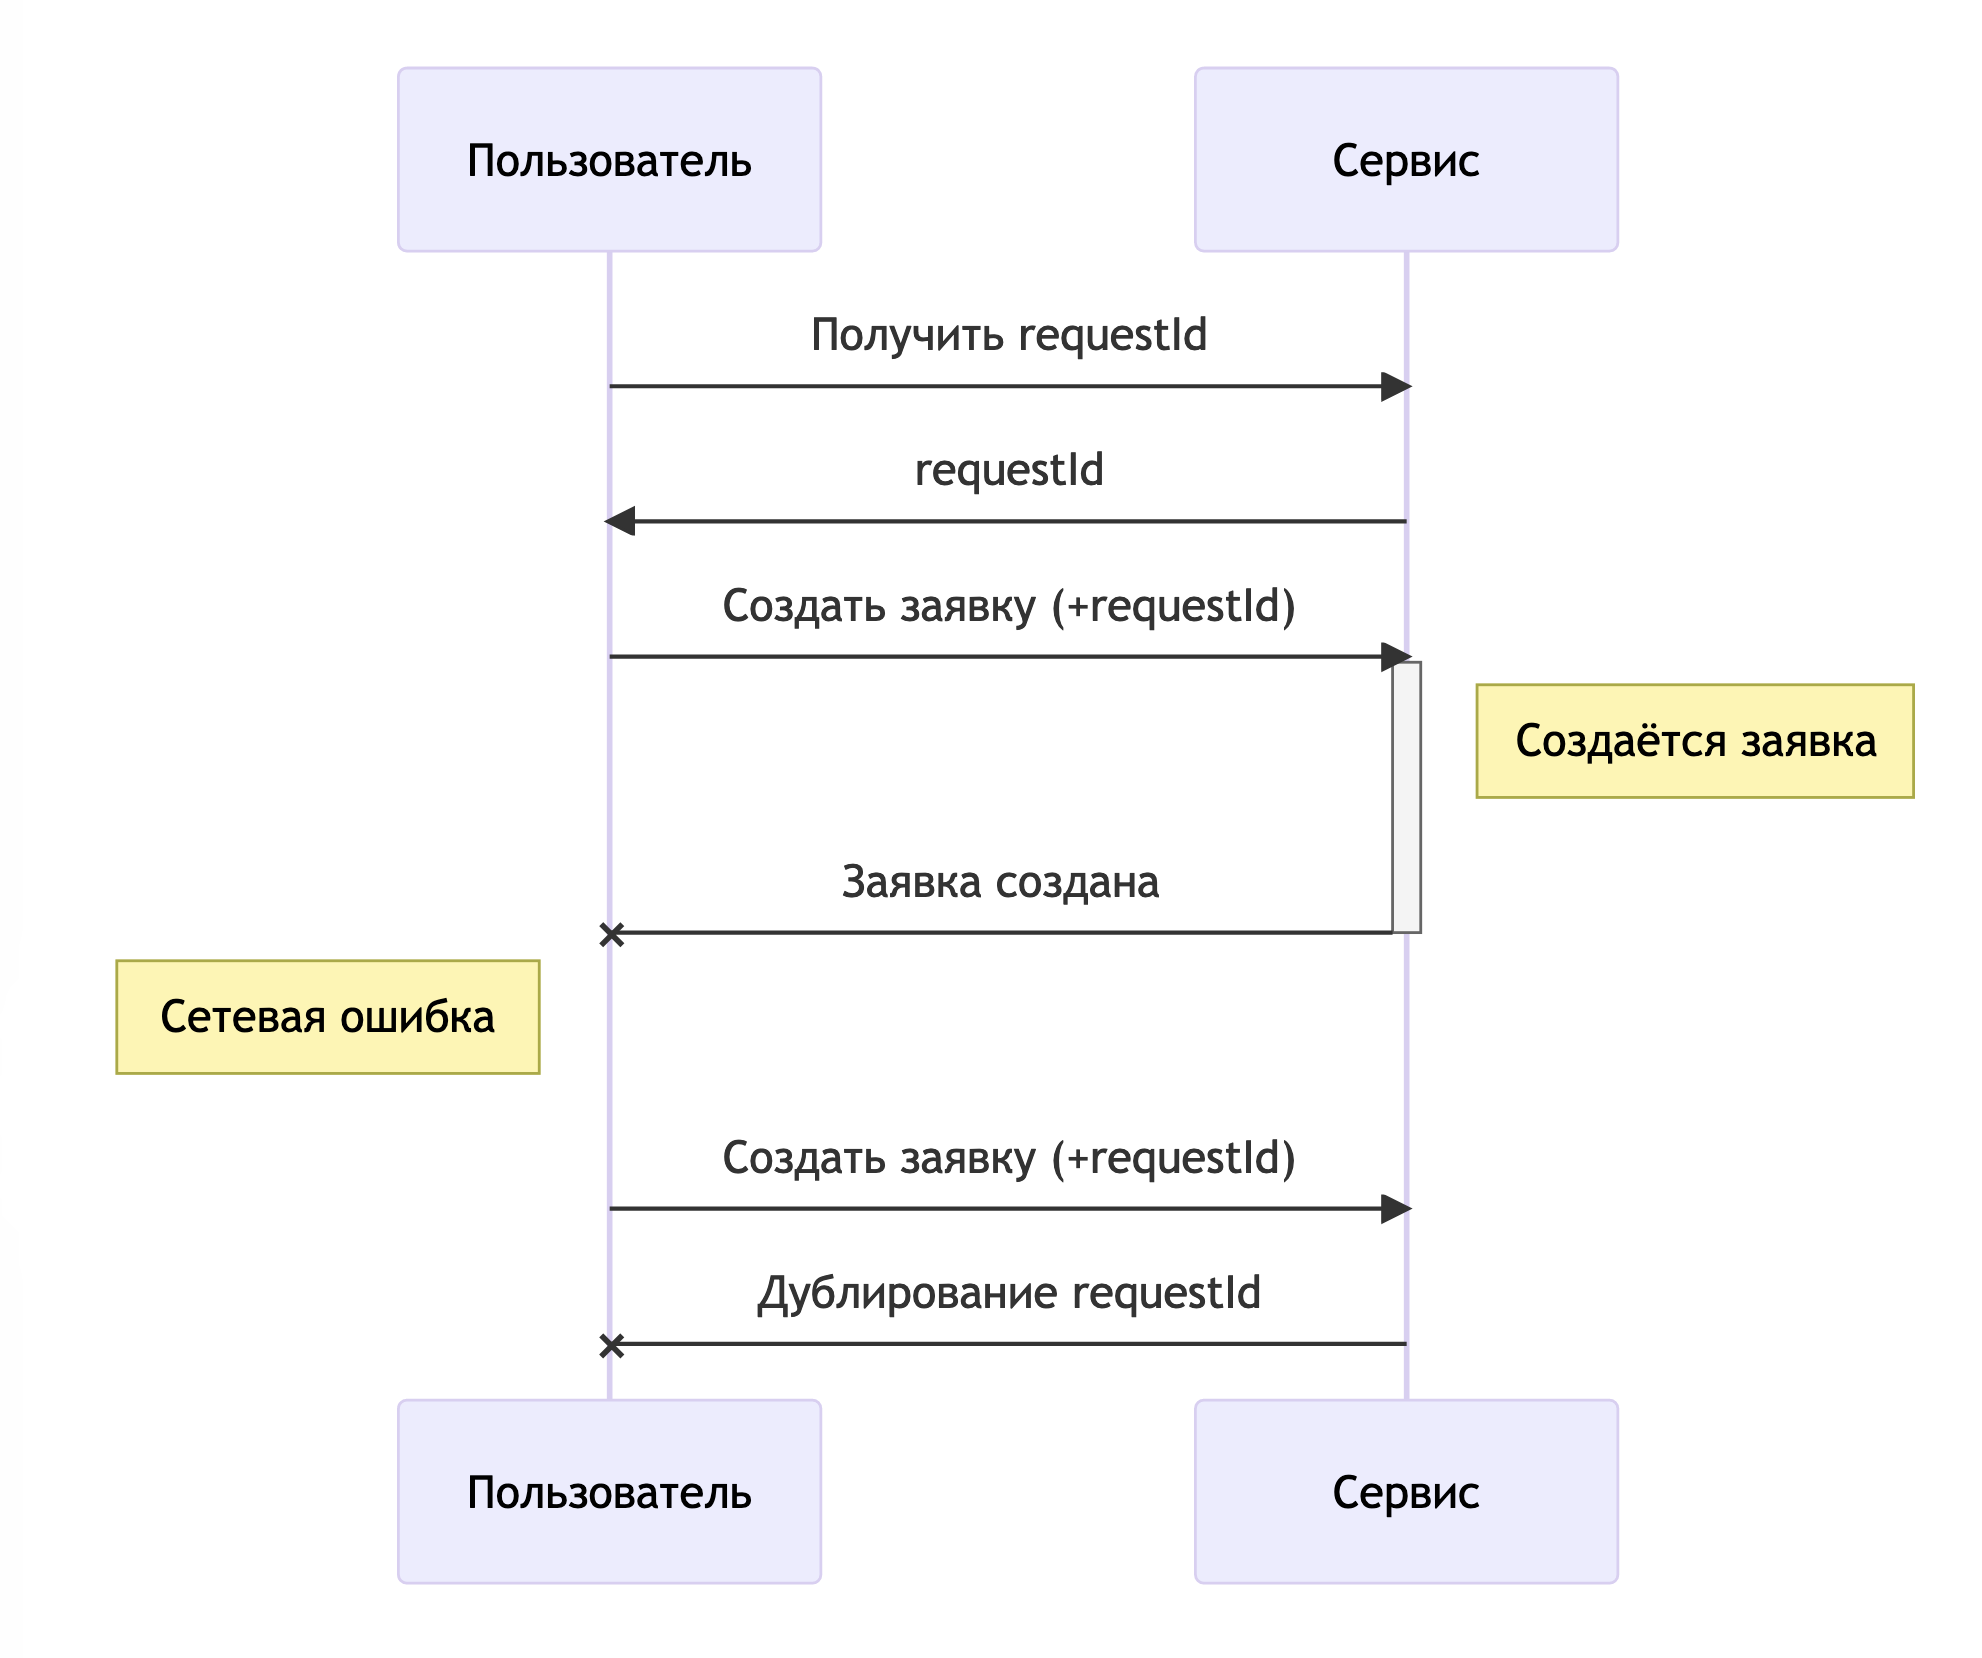 Пользователь
Сервис
Получить requestId
requestId
Создать заявку (+requestId)
Создаётся заявка
Заявка создана
Сетевая ошибка
Создать заявку (+requestId)
Дублирование requestId
Пользователь
Сервис